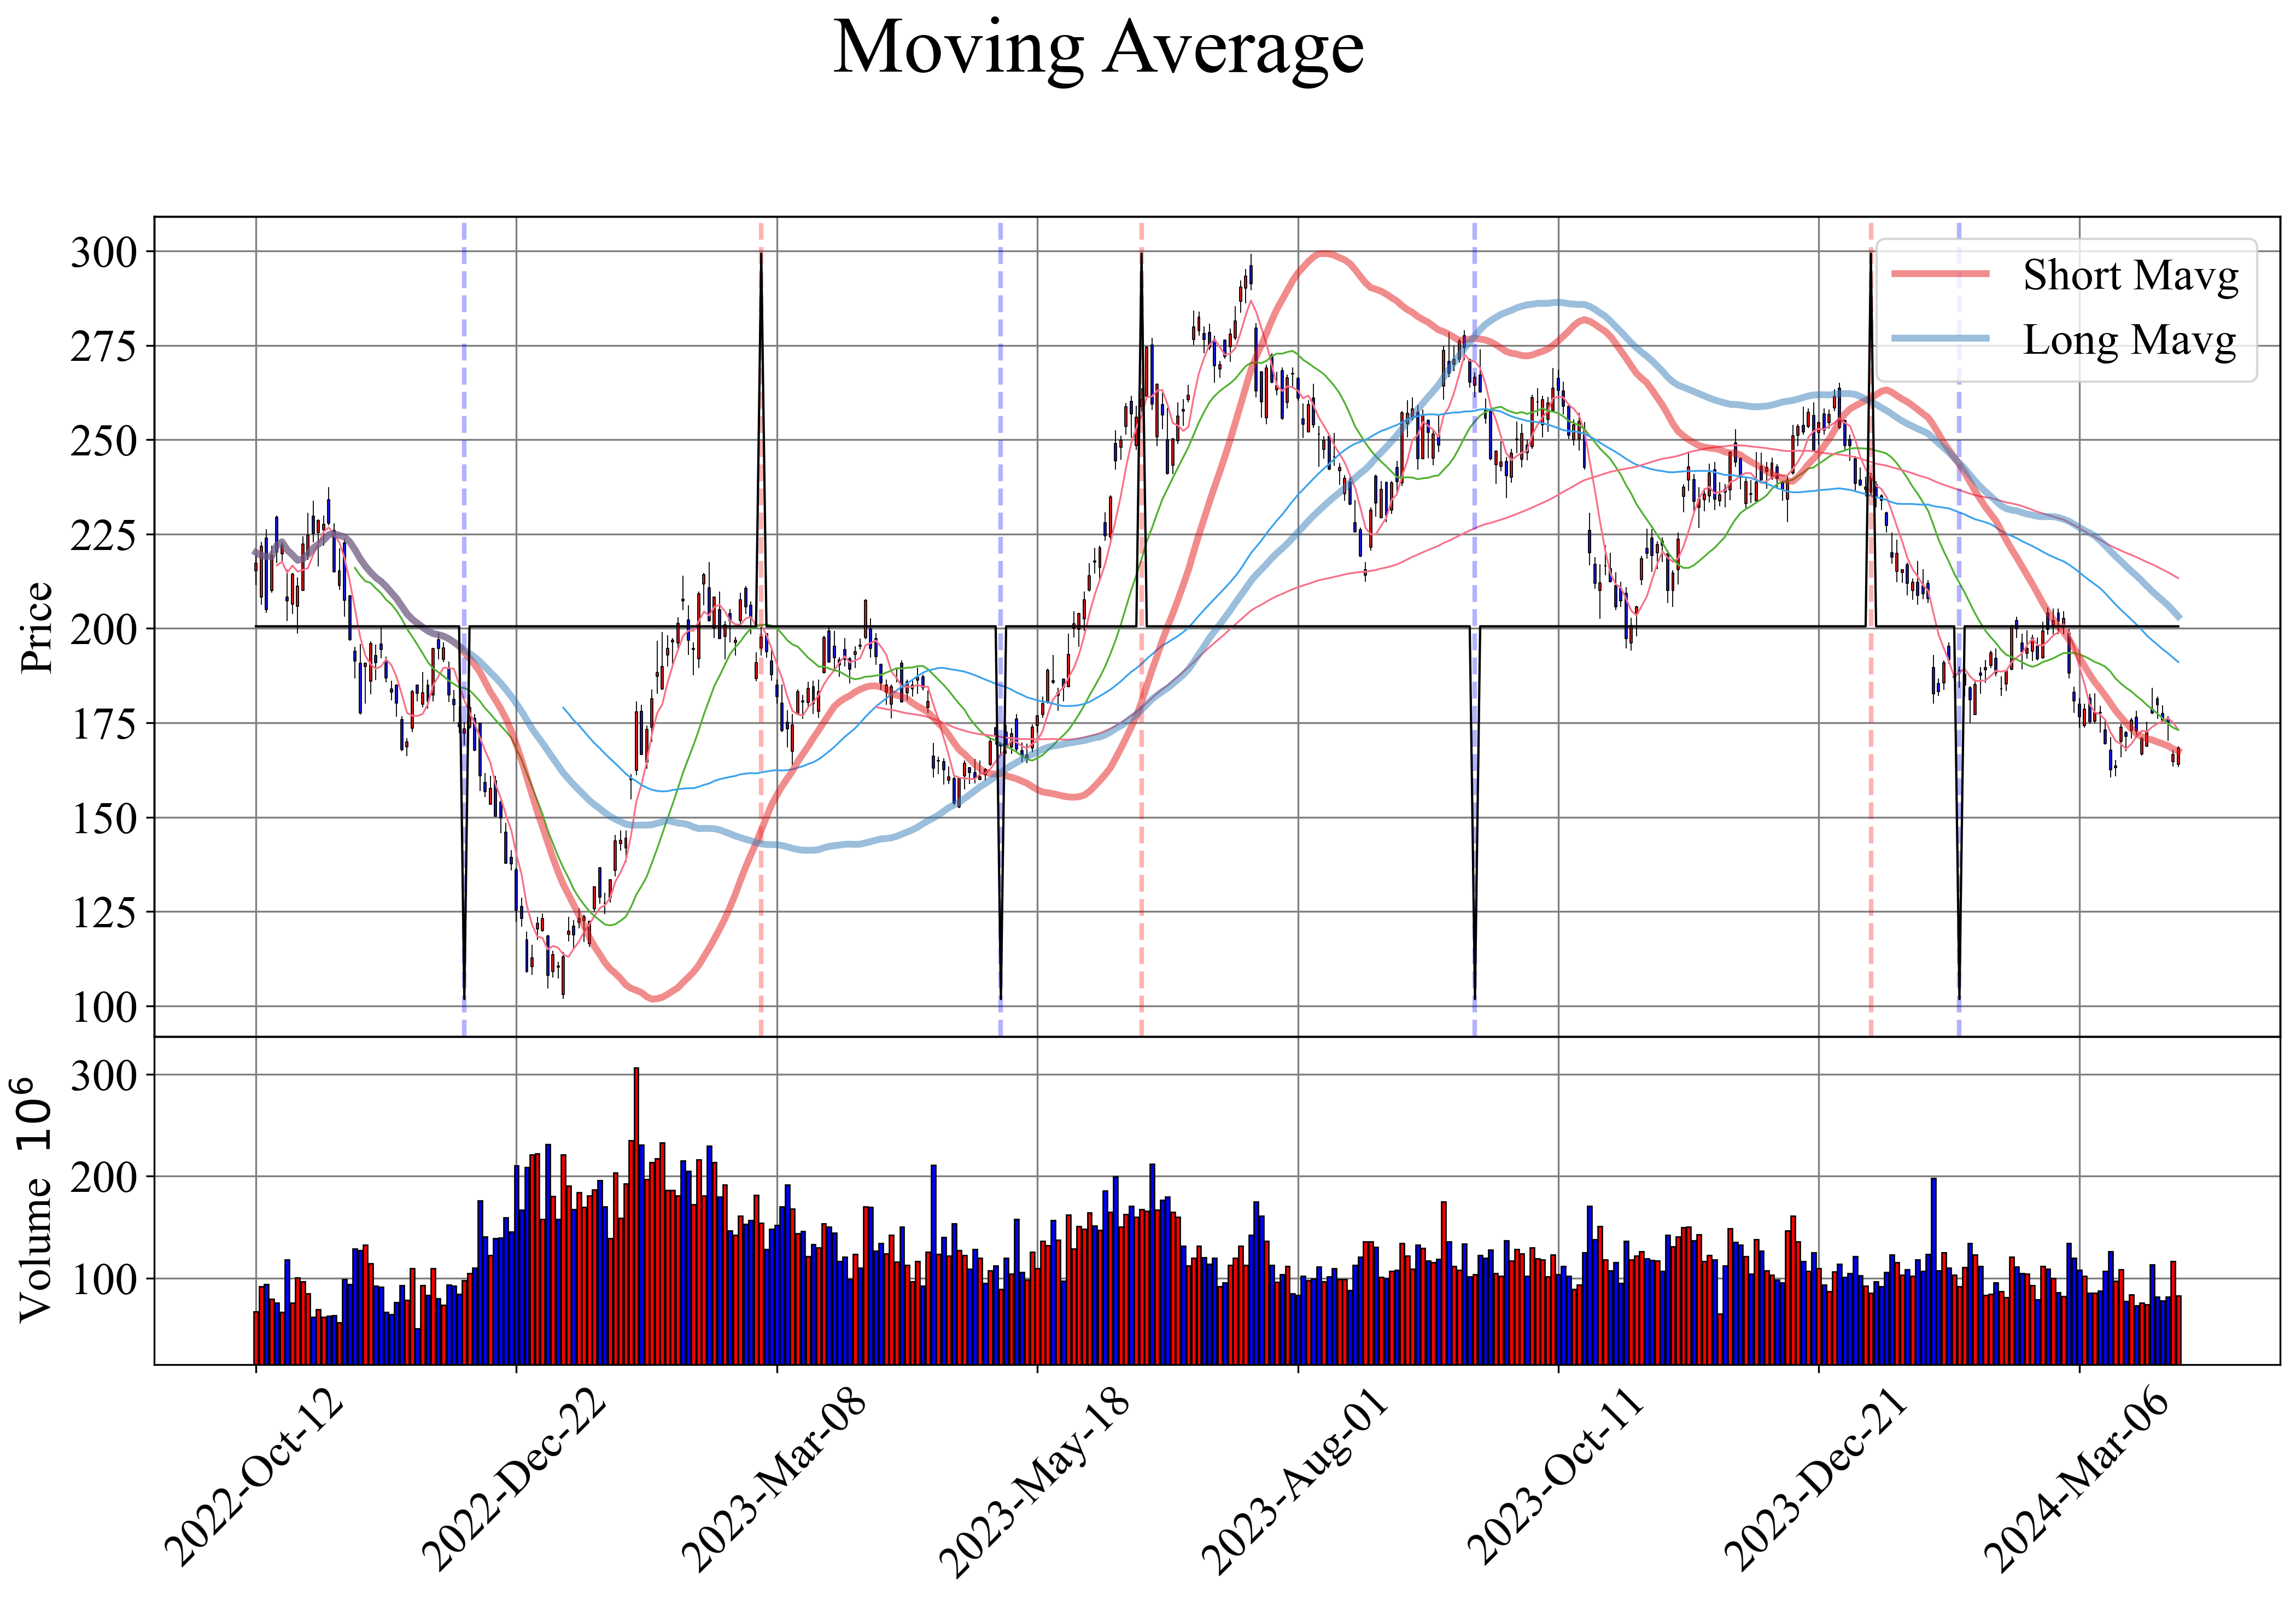 Moving Average
Short Mavg
Long Mavg
Price
300
275
250
225
200
175
150
125
100
Volume 10⁶
300
200
100
2022-Oct-12
2022-Dec-22
2023-Mar-08
2023-May-18
2023-Aug-01
2023-Oct-11
2023-Dec-21
2024-Mar-06